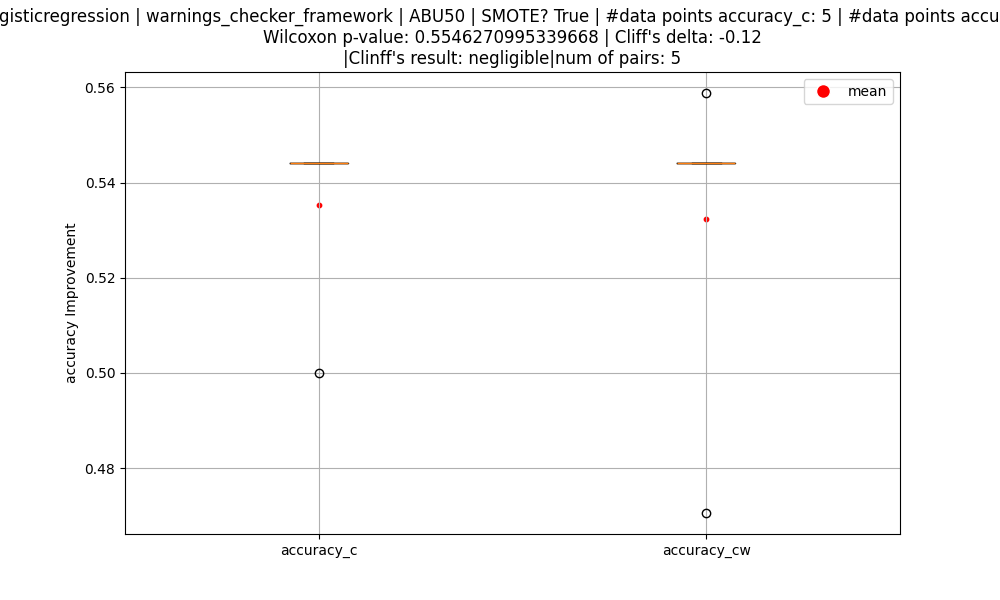 gisticregression | warnings_checker_framework | ABU50 | SMOTE? True | #data points accuracy_c: 5 | #data points accu
Wilcoxon p-value: 0.5546270995339668 | Cliff's delta: -0.12
|Clinff's result: negligible|num of pairs: 5
mean
0.56
0.54
0.52
0.50
0.48
accuracy Improvement
accuracy_c
accuracy_cw